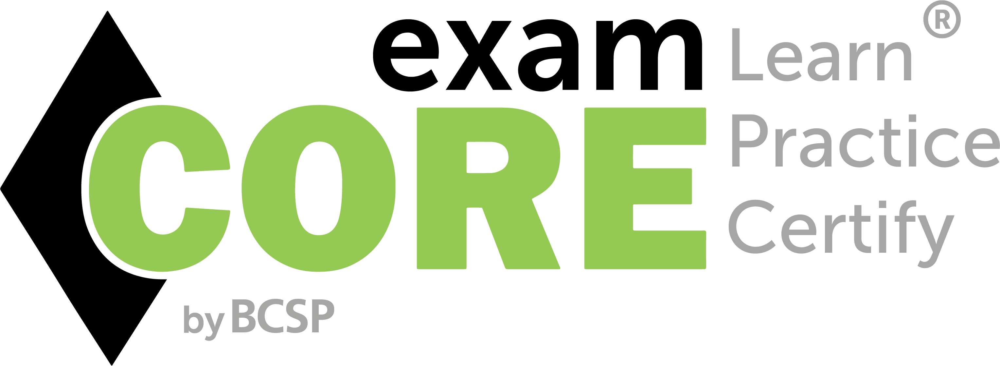 exam
CORE
by BCSP
Learn®
Practice
Certify